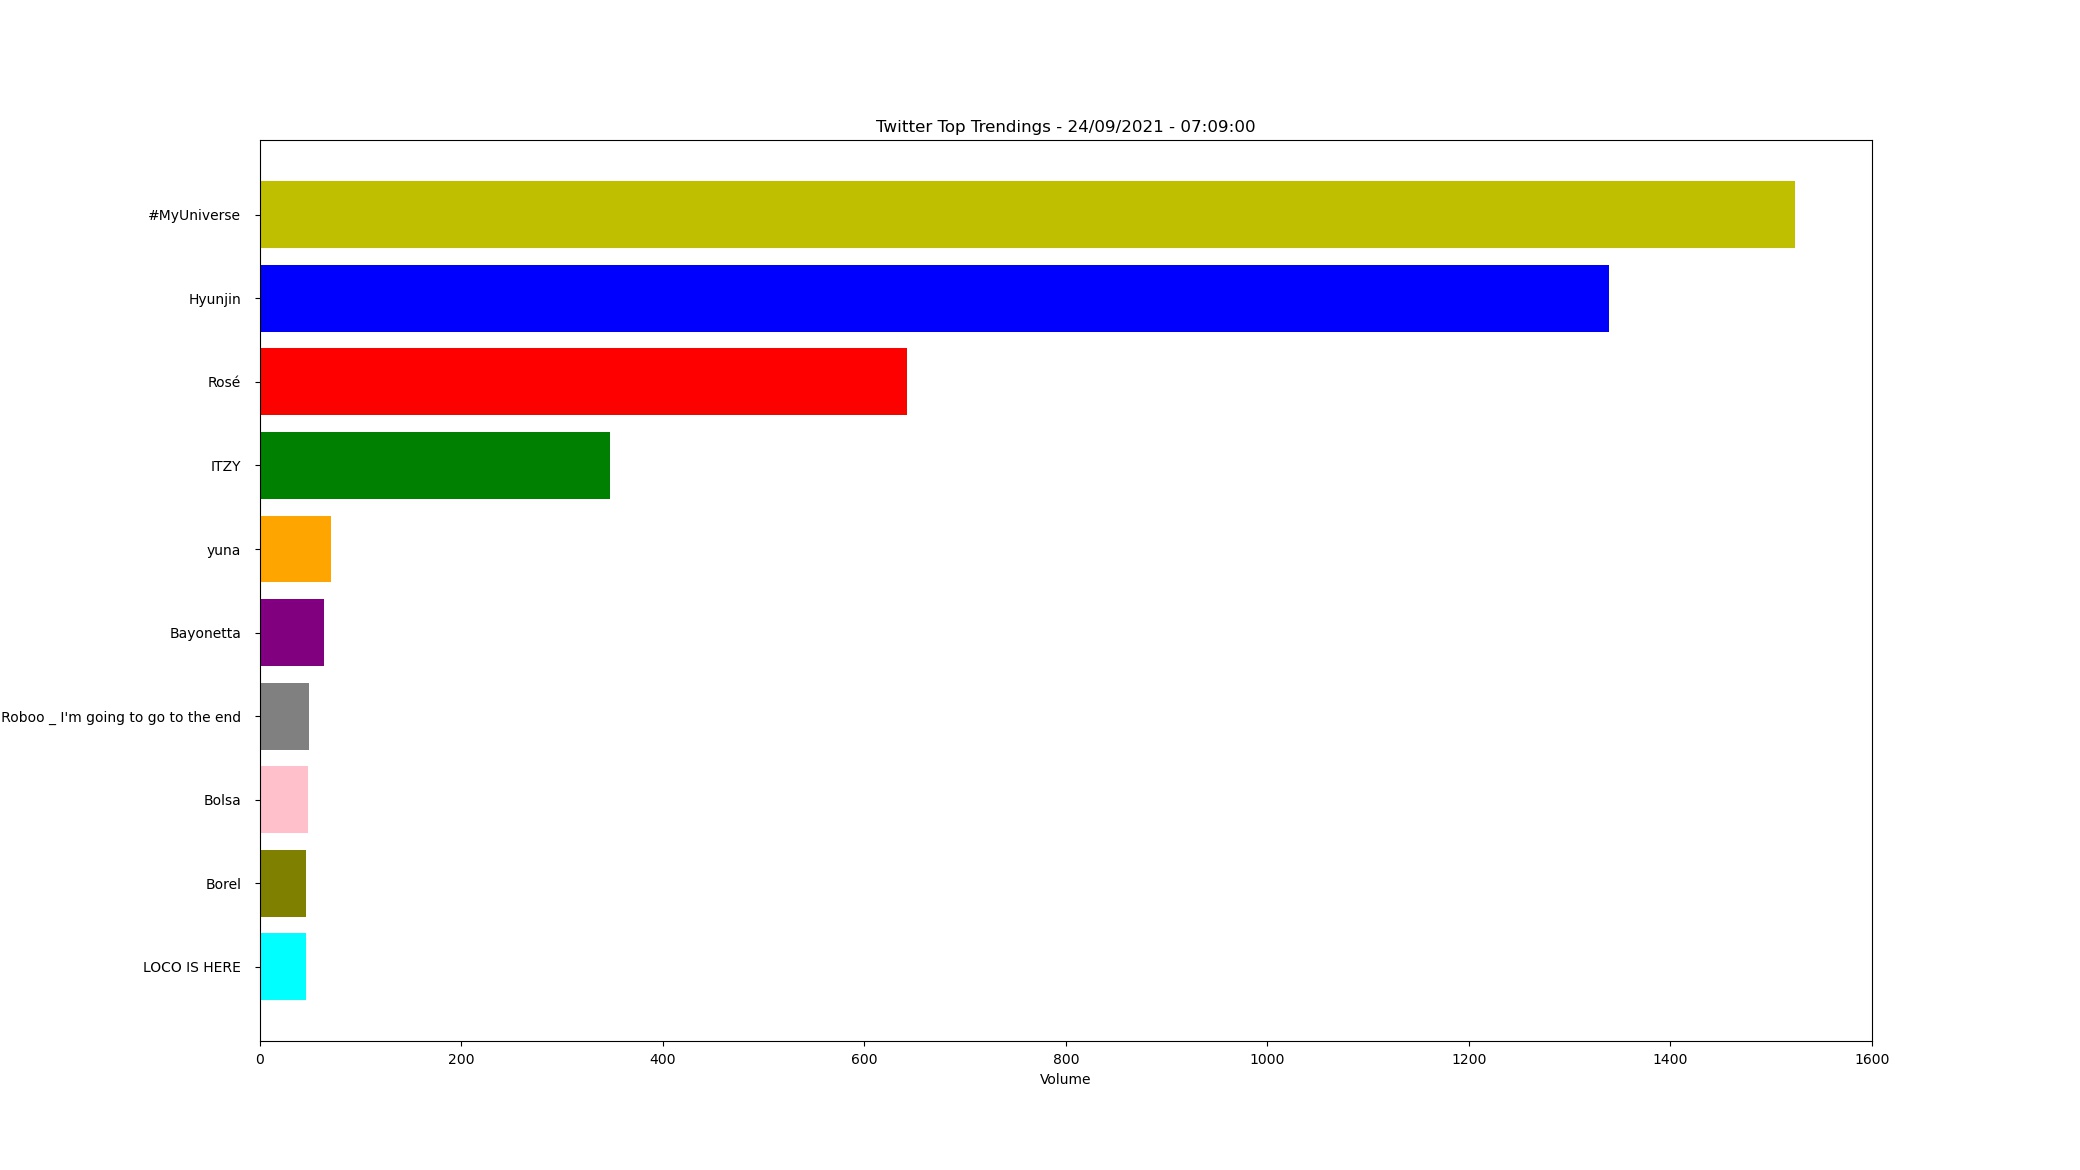 Twitter Top Trendings - 24/09/2021 - 07:09:00
#MyUniverse
Hyunjin
Rosé
ITZY
yuna
Bayonetta
Roboo _ I'm going to go to the end
Bolsa
Borel
LOCO IS HERE
0 200 400 600 800 1000 1200 1400 1600
Volume